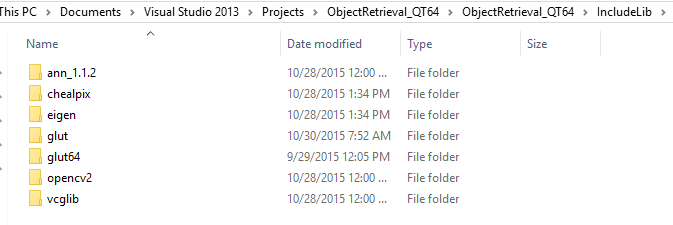 This PC > Documents > Visual Studio 2013 > Projects > ObjectRetrieval_QT64 > ObjectRetrieval_QT64 > IncludeLib >
Name Date modified Type Size
ann_1.1.2 10/28/2015 12:00 ... File folder
chealpix 10/28/2015 1:34 PM File folder
eigen 10/28/2015 1:34 PM File folder
glut 10/30/2015 7:52 AM File folder
glut64 9/29/2015 12:05 PM File folder
opencv2 10/28/2015 12:00 ... File folder
vcglib 10/28/2015 12:00 ... File folder